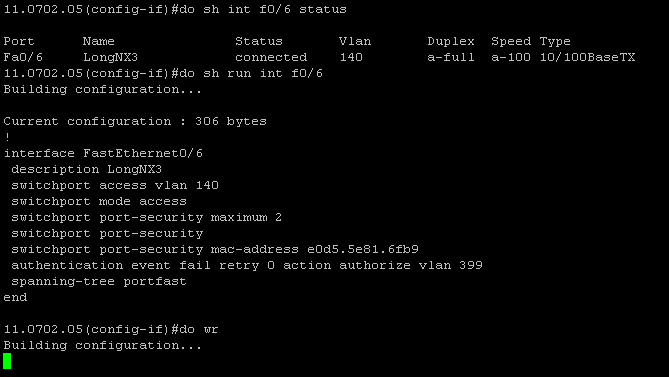 11.0702.05(config-if)#do sh int f0/6 status
Port Name Status Vlan Duplex Speed Type
Fa0/6 LongNX3 connected 140 a-full a-100 10/100BaseTX
11.0702.05(config-if)#do sh run int f0/6
Building configuration...
Current configuration : 306 bytes
!
interface FastEthernet0/6
description LongNX3
switchport access vlan 140
switchport mode access
switchport port-security maximum 2
switchport port-security
switchport port-security mac-address e0d5.5e81.6fb9
authentication event fail retry 0 action authorize vlan 399
spanning-tree portfast
end
11.0702.05(config-if)#do wr
Building configuration...